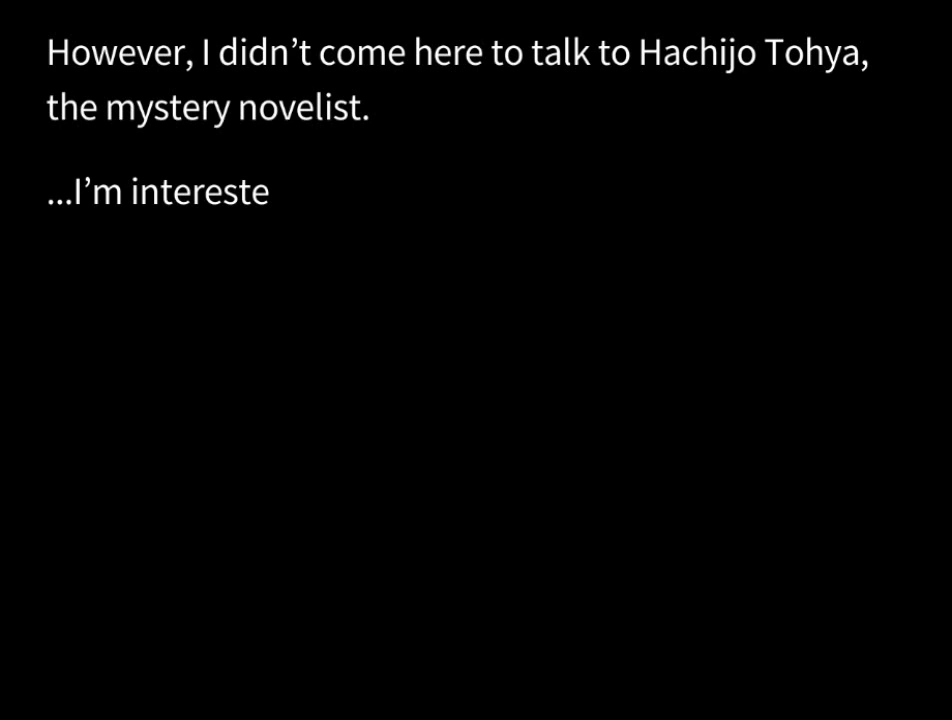 However, I didn’t come here to talk to Hachijo Tohya,
the mystery novelist.
...I’m intereste